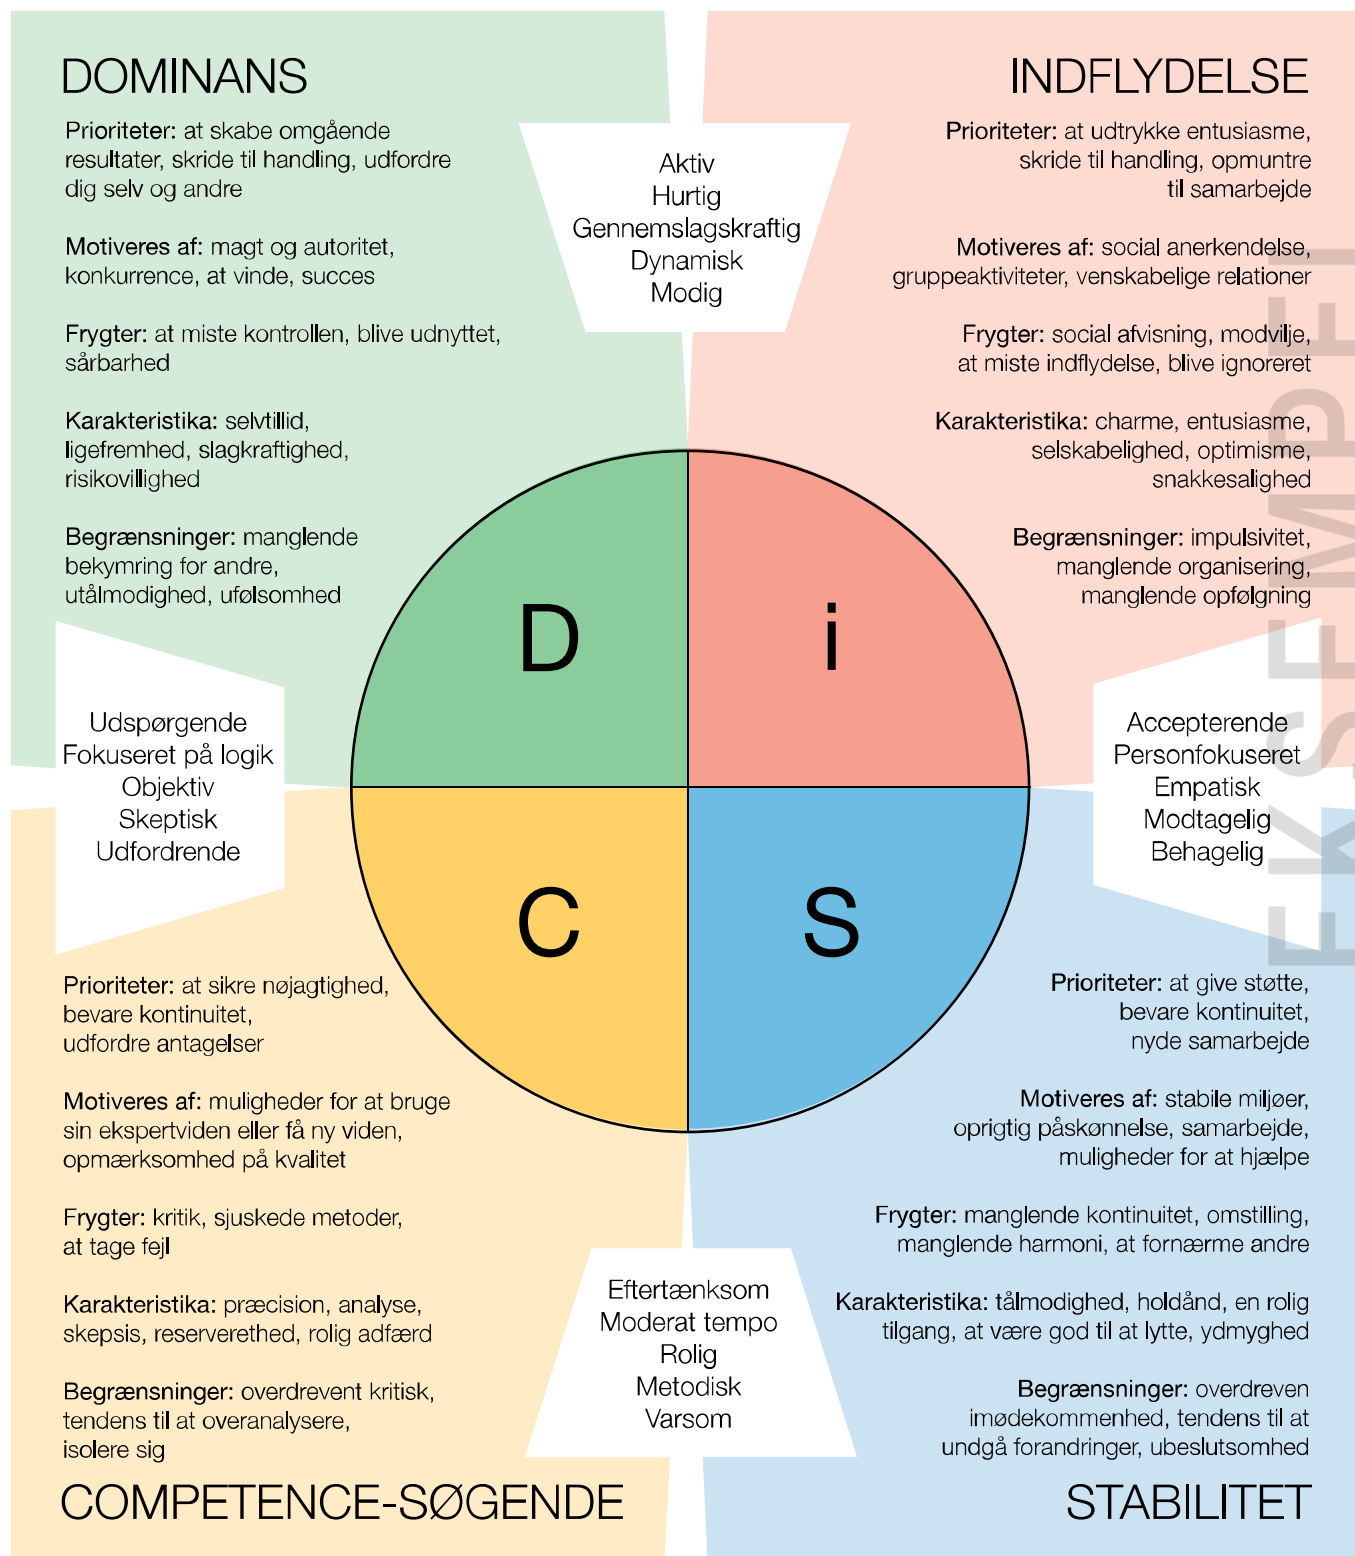 DOMINANS
Prioriteter: at skabe omgående
resultater, skride til handling, udfordre
dig selv og andre
Motiveres af: magt og autoritet,
konkurrence, at vinde, succes
Frygter: at miste kontrollen, blive udnyttet,
sårbarhed
Karakteristika: selvtillid,
ligefremhed, slagkraftighed,
risikovillighed
Begrænsninger: manglende
bekymring for andre,
utålmodighed, ufølsomhed
Aktiv
Hurtig
Gennemslagskraftig
Dynamisk
Modig
INDFLYDELSE
Prioriteter: at udtrykke entusiasme,
skride til handling, opmuntre
til samarbejde
Motiveres af: social anerkendelse,
gruppeaktiviteter, venskabelige relationer
Frygter: social afvisning, modvilje,
at miste indflydelse, blive ignoreret
Karakteristika: charme, entusiasme,
selskabelighed, optimisme,
snakkesalighed
Begrænsninger: impulsivitet,
manglende organisering,
manglende opfølgning
D
i
Udspørgende
Fokuseret på logik
Objektiv
Skeptisk
Udfordrende
Accepterende
Personfokuseret
Empatisk
Modtagelig
Behagelig
C
S
Prioriteter: at sikre nøjagtighed,
bevare kontinuitet,
udfordre antagelser
Motiveres af: muligheder for at bruge
sin ekspertviden eller få ny viden,
opmærksomhed på kvalitet
Frygter: kritik, sjuskede metoder,
at tage fejl
Karakteristika: præcision, analyse,
skepsis, reserverethed, rolig adfærd
Begrænsninger: overdrevent kritisk,
tendens til at overanalysere,
isolere sig
COMPETENCE-SØGENDE
Eftertænksom
Moderat tempo
Rolig
Metodisk
Varsom
Prioriteter: at give støtte,
bevare kontinuitet,
nyde samarbejde
Motiveres af: stabile miljøer,
oprigtig påskønnelse, samarbejde,
muligheder for at hjælpe
Frygter: manglende kontinuitet, omstilling,
manglende harmoni, at fornærme andre
Karakteristika: tålmodighed, holdånd, en rolig
tilgang, at være god til at lytte, ydmyghed
Begrænsninger: overdreven
imødekommenhed, tendens til at
undgå forandringer, ubeslutsomhed
STABILITET
EKSEMPEL